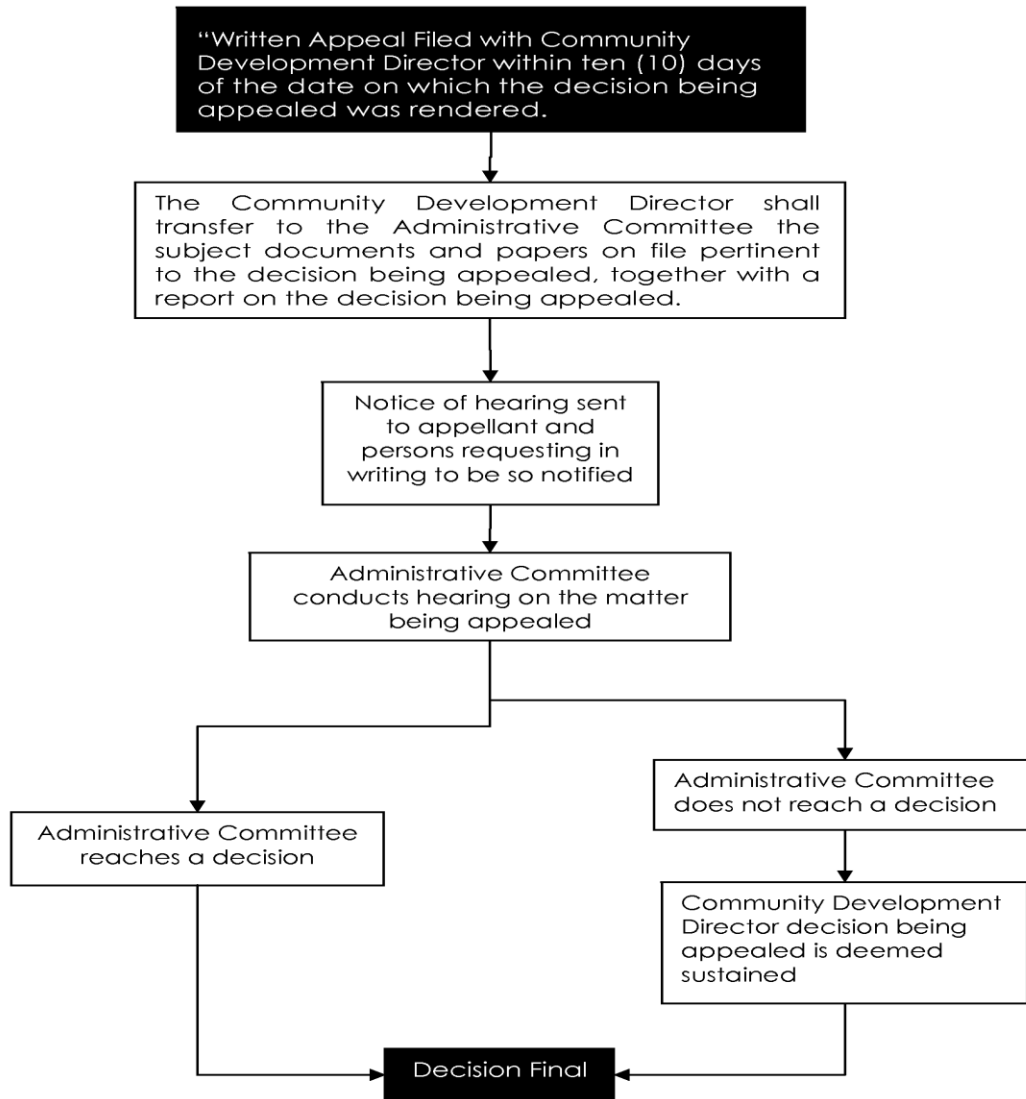 “Written Appeal Filed with Community
Development Director within ten (10) days
of the date on which the decision being
appealed was rendered.
The Community Development Director shall
transfer to the Administrative Committee the
subject documents and papers on file pertinent
to the decision being appealed, together with a
report on the decision being appealed.
Notice of hearing sent
to appellant and
persons requesting in
writing to be so notified
Administrative Committee
conducts hearing on the matter
being appealed
Administrative Committee
reaches a decision
Administrative Committee
does not reach a decision
Community Development
Director decision being
appealed is deemed
sustained
Decision Final